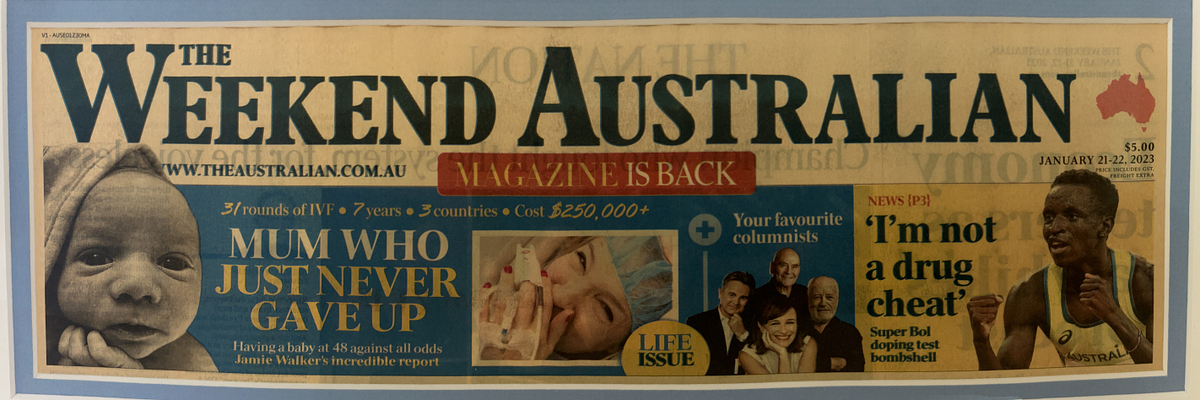 V1 - AUSE01Z30MA
THE
WEEKEND AUSTRALIAN
WWW.THEAUSTRALIAN.COM.AU
MAGAZINE IS BACK
$5.00
JANUARY 21-22, 2023
PRICE INCLUDES GST,
FREIGHT EXTRA
31 rounds of IVF • 7 years • 3 countries • Cost $250,000+
MUM WHO
JUST NEVER
GAVE UP
Having a baby at 48 against all odds
Jamie Walker's incredible report
LIFE
ISSUE
+ Your favourite
columnists
NEWS {P3}
'I'm not
a drug
cheat'
Super Bol
doping test
bombshell
AUSTRAL